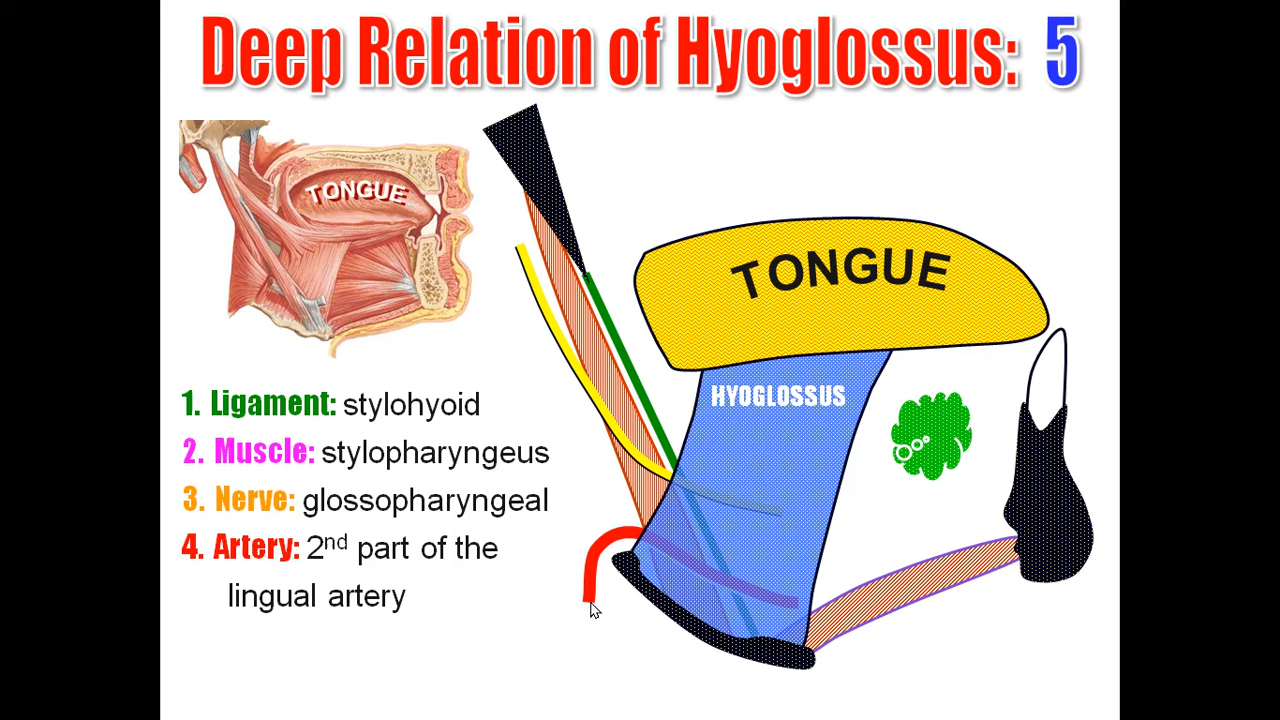 Deep Relation of Hyoglossus: 5
TONGUE
TONGUE
HYOGLOSSUS
1. Ligament: stylohyoid
2. Muscle: stylopharyngeus
3. Nerve: glossopharyngeal
4. Artery: 2nd part of the
lingual artery